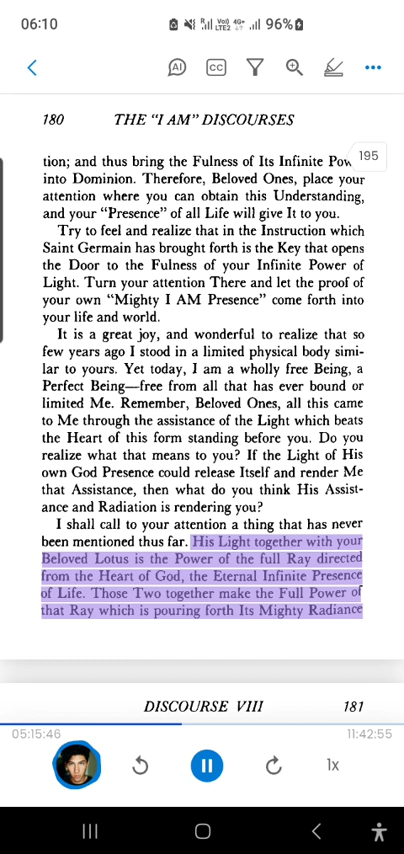 06:10
LTE2 4G+ 96%
AI CC
180 THE "I AM" DISCOURSES
195
tion; and thus bring the Fulness of Its Infinite Pow
into Dominion. Therefore, Beloved Ones, place your
attention where you can obtain this Understanding,
and your "Presence" of all Life will give It to you.
Try to feel and realize that in the Instruction which
Saint Germain has brought forth is the Key that opens
the Door to the Fulness of your Infinite Power of
Light. Turn your attention There and let the proof of
your own "Mighty I AM Presence" come forth into
your life and world.
It is a great joy, and wonderful to realize that so
few years ago I stood in a limited physical body simi-
lar to yours. Yet today, I am a wholly free Being, a
Perfect Being—free from all that has ever bound or
limited Me. Remember, Beloved Ones, all this came
to Me through the assistance of the Light which beats
the Heart of this form standing before you. Do you
realize what that means to you? If the Light of His
own God Presence could release Itself and render Me
that Assistance, then what do you think His Assist-
ance and Radiation is rendering you?
I shall call to your attention a thing that has never
been mentioned thus far. His Light together with your
Beloved Lotus is the Power of the full Ray directed
from the Heart of God, the Eternal Infinite Presence
of Life. Those Two together make the Full Power of
that Ray which is pouring forth Its Mighty Radiance
DISCOURSE VIII 181
05:15:46 11:42:55
1x